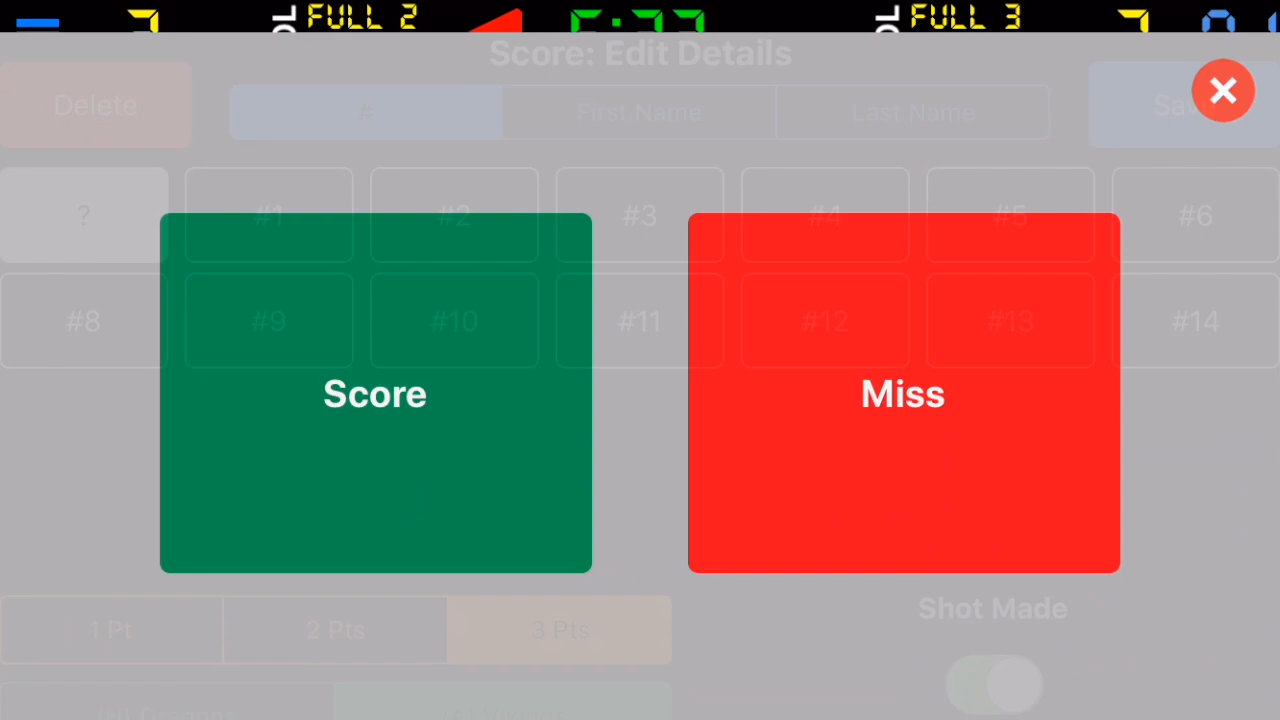 FULL 2
FULL 3
Score: Edit Details
Delete
#
First Name
Last Name
?
#1
#2
#3
#4
#5
#6
#8
#9
#10
#11
#12
#13
#14
Score
Miss
1 Pt
2 Pts
3 Pts
Shot Made